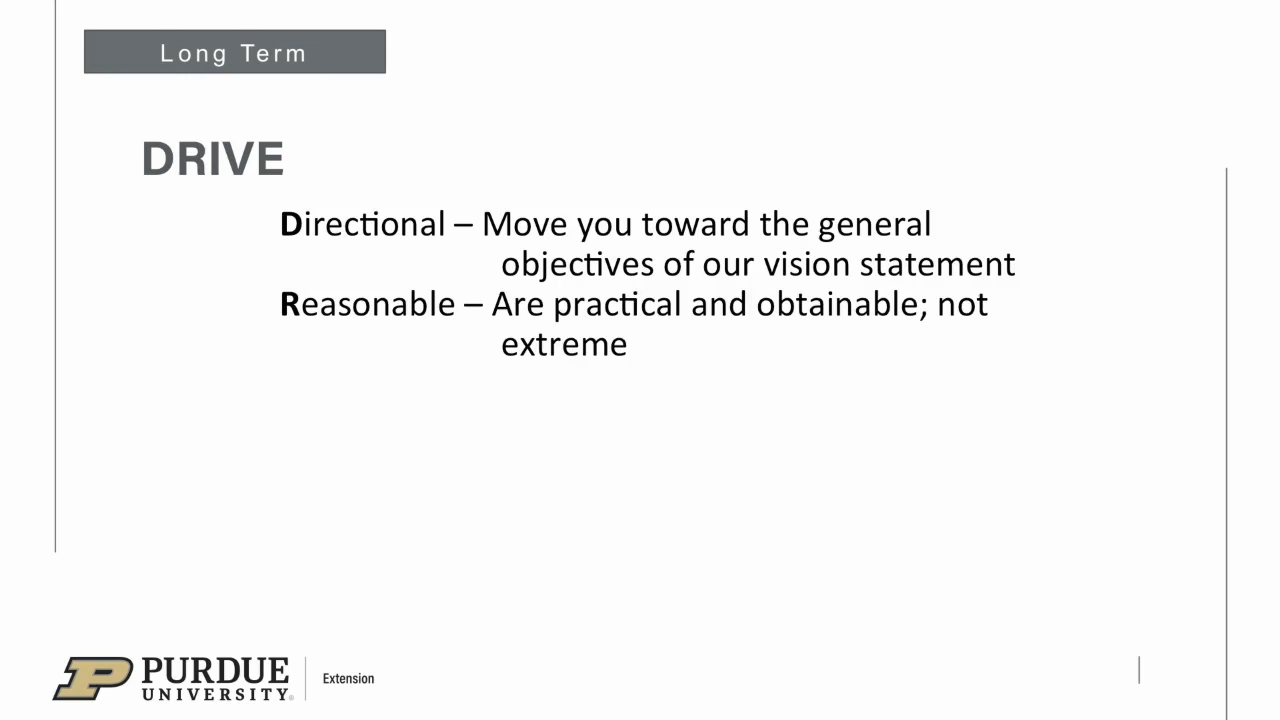 Long Term
DRIVE
Directional – Move you toward the general
objectives of our vision statement
Reasonable – Are practical and obtainable; not
extreme
PURDUE
UNIVERSITY®
Extension